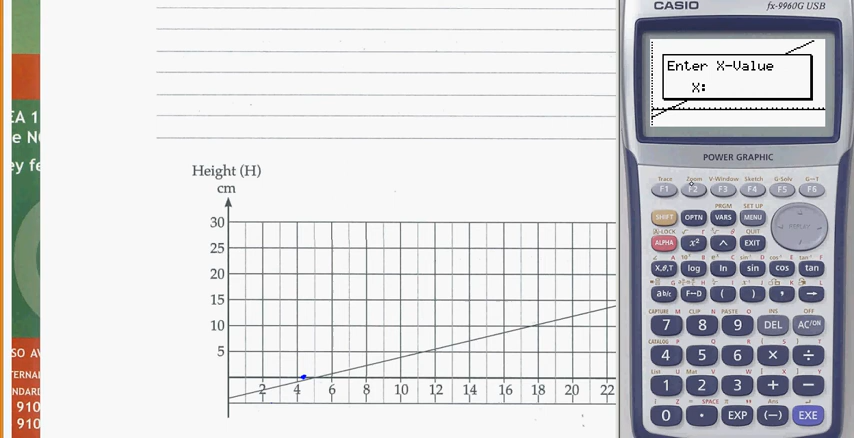 CASIO
fx-9960G USB
Enter X-Value
X:
POWER GRAPHIC
Trace Zoom V-Window Sketch G-Solv G↔T
F1 F2 F3 F4 F5 F6
PRGM SET UP
SHIFT OPTN VARS MENU
REPLAY
A-LOCK QUIT
ALPHA x² ^ EXIT
X,θ,T log ln sin cos tan
ab/c F↔D ( ) , →
CAPTURE CLIP PASTE INS OFF
7 8 9 DEL AC/ON
CATALOG
4 5 6 × ÷
List Mat
1 2 3 + −
SPACE Ans
0 . EXP (−) EXE
Height (H)
cm
30
25
20
15
10
5
2 4 6 8 10 12 14 16 18 20 22
EA 1
e N
ey fe
SO AV
910
910